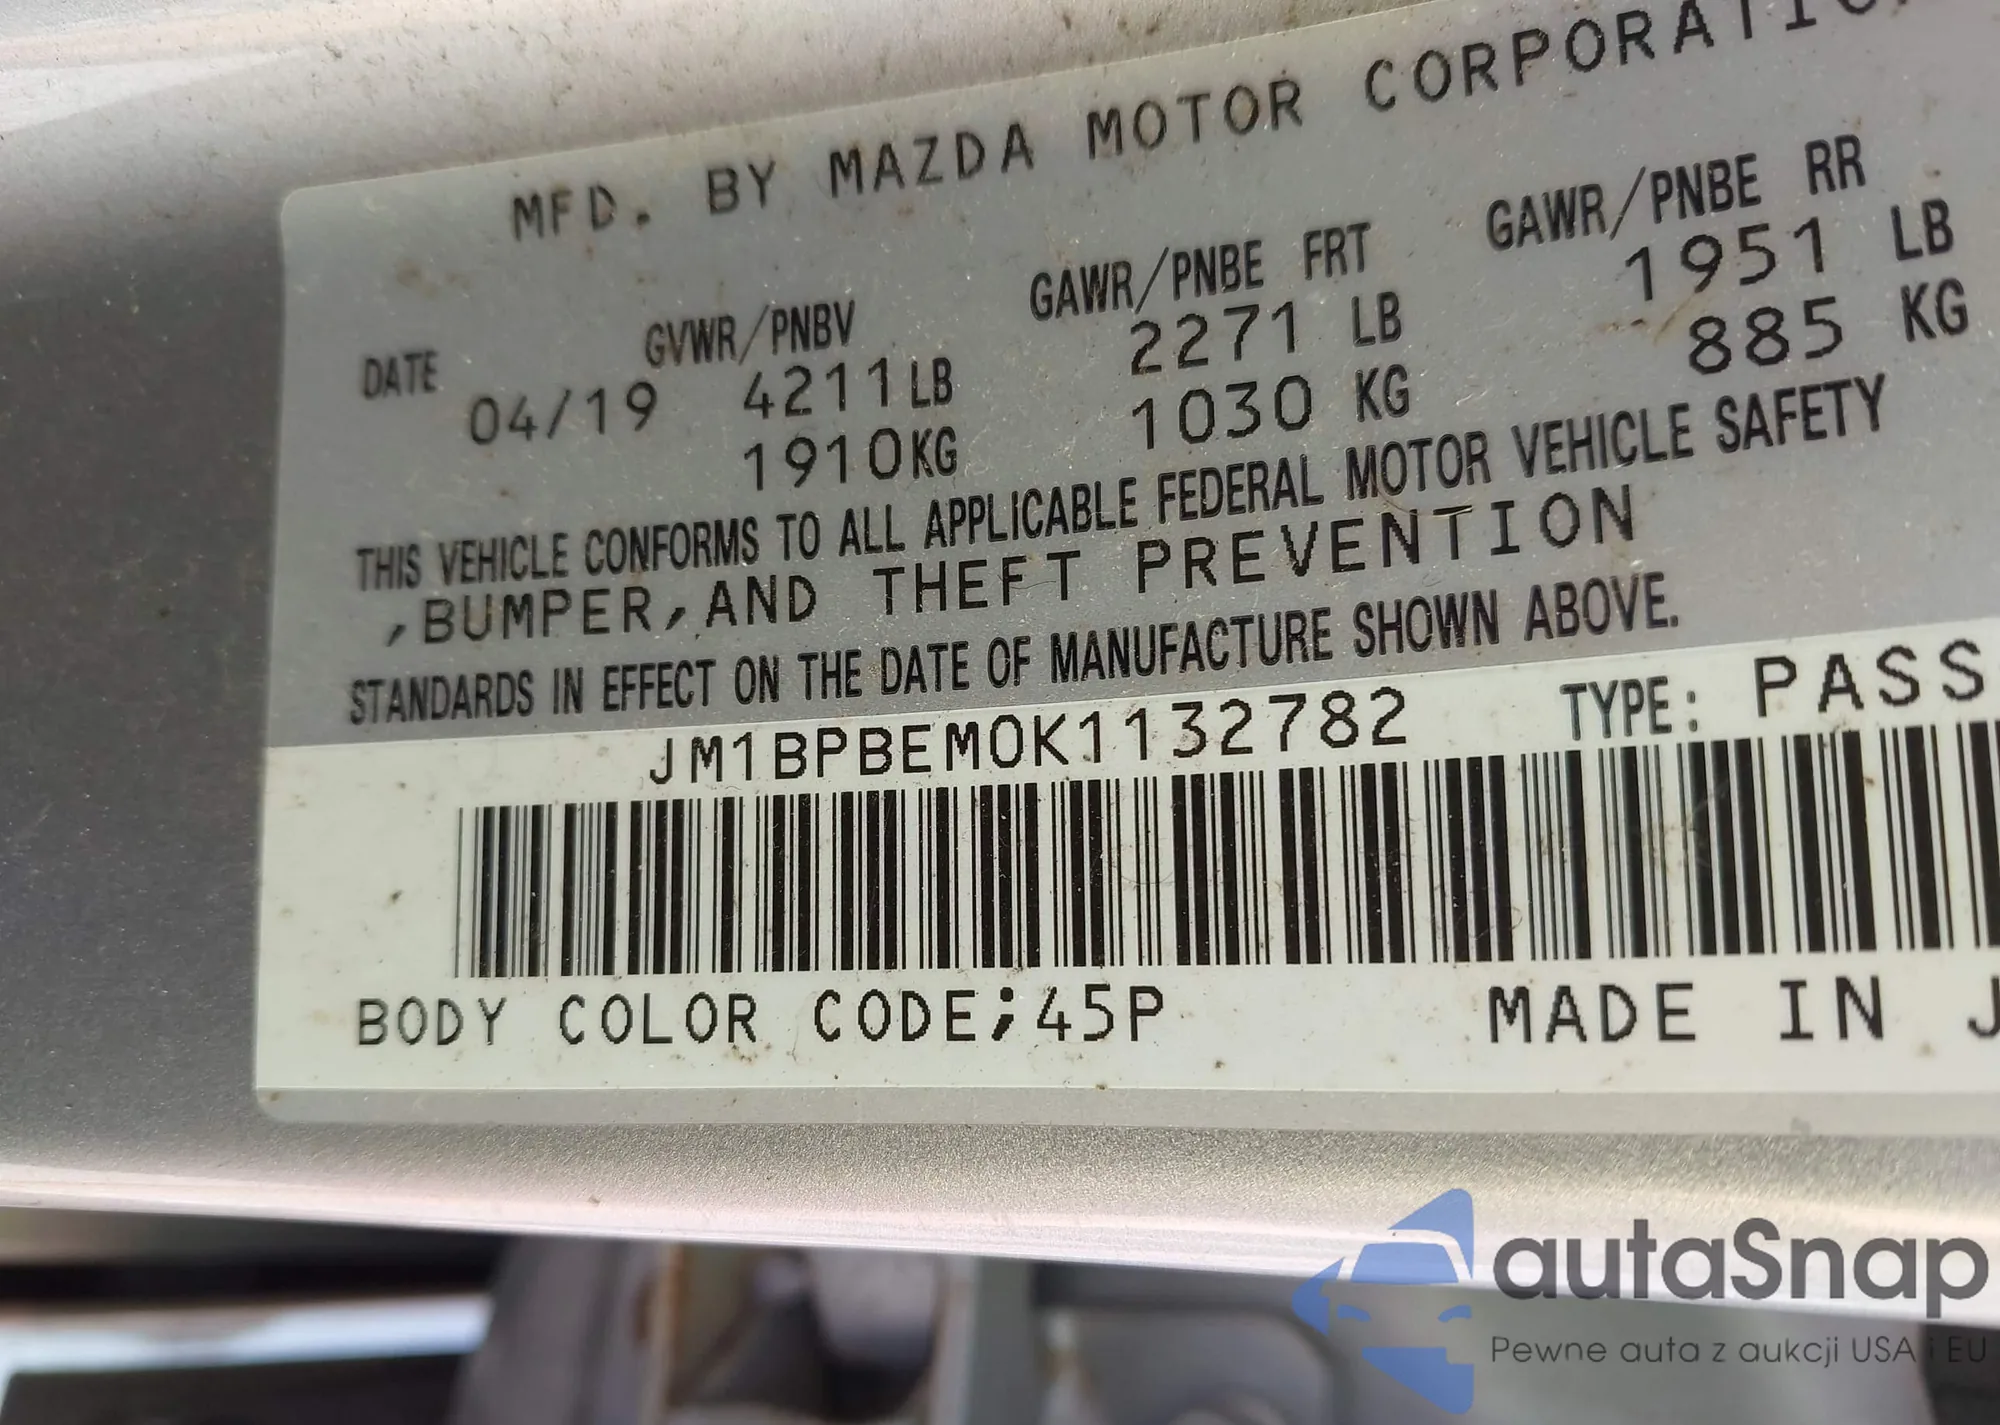 MFD. BY MAZDA MOTOR CORPORATIO
DATE GVWR/PNBV GAWR/PNBE FRT GAWR/PNBE RR
04/19 4211LB 2271 LB 1951 LB
1910KG 1030 KG 885 KG
THIS VEHICLE CONFORMS TO ALL APPLICABLE FEDERAL MOTOR VEHICLE SAFETY
,BUMPER,AND THEFT PREVENTION
STANDARDS IN EFFECT ON THE DATE OF MANUFACTURE SHOWN ABOVE.
JM1BPBEM0K1132782 TYPE: PASS
BODY COLOR CODE;45P MADE IN J
autaSnap
Pewne auta z aukcji USA i EU